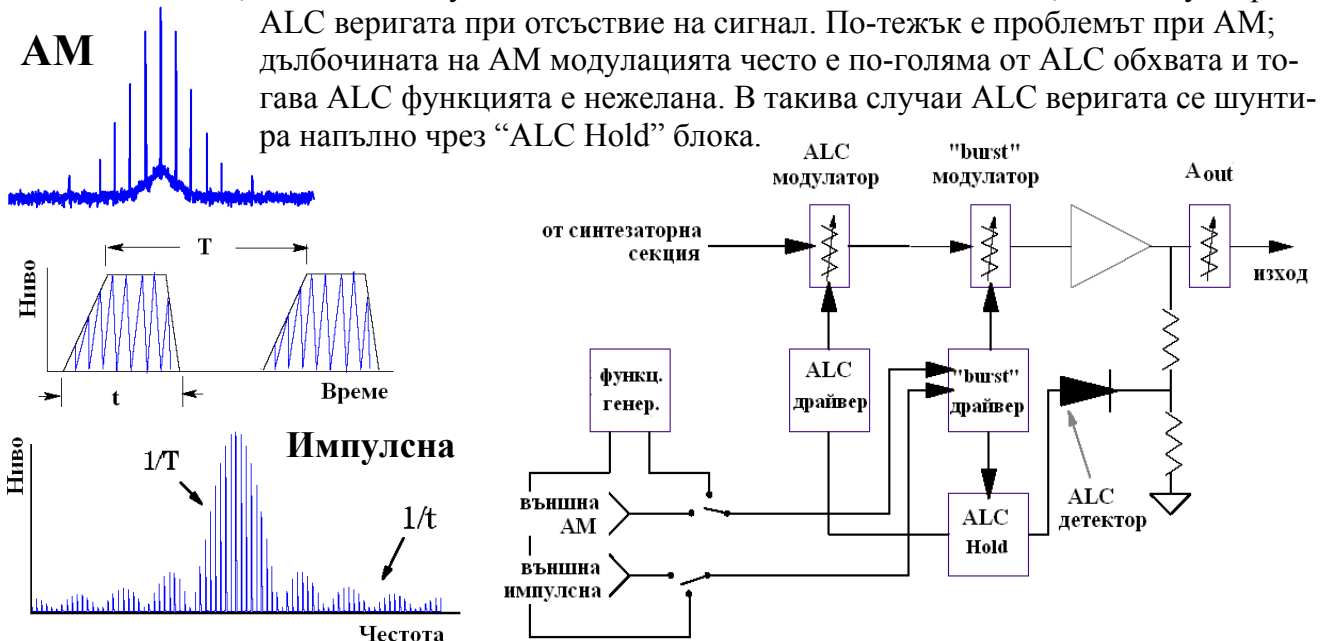 ALC веригата при отсъствие на сигнал. По-тежък е проблемът при АМ;
дълбочината на АМ модулацията често е по-голяма от ALC обхвата и то-
гава ALC функцията е нежелана. В такива случаи ALC веригата се шунти-
ра напълно чрез “ALC Hold” блока.
АМ
T
Ниво
t
Време
Импулсна
Ниво
1/T
1/t
Честота
ALC
модулатор
"burst"
модулатор
Aout
от синтезаторна
секция
изход
функц.
генер.
ALC
драйвер
"burst"
драйвер
ALC
детектор
външна
АМ
ALC
Hold
външна
импулсна